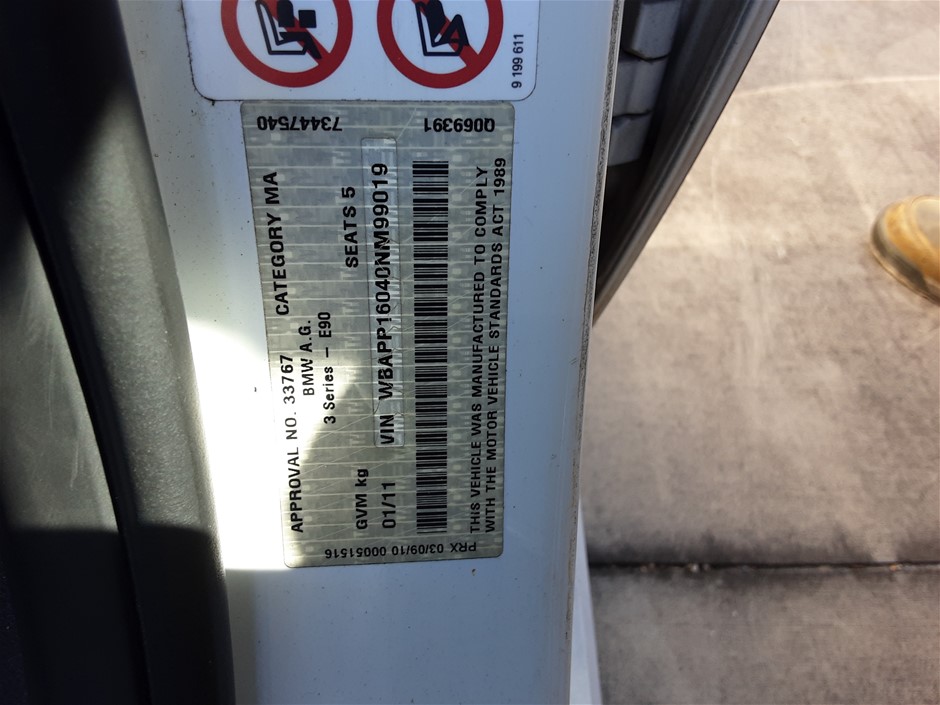 9 199 611
73447540
Q069391
APPROVAL NO. 33767 CATEGORY MA
BMW A.G.
3 Series – E90
GVM kg SEATS 5
01/11 VIN WBAPP16040NM99019
THIS VEHICLE WAS MANUFACTURED TO COMPLY
WITH THE MOTOR VEHICLE STANDARDS ACT 1989
PRX 03/09/10 00051516